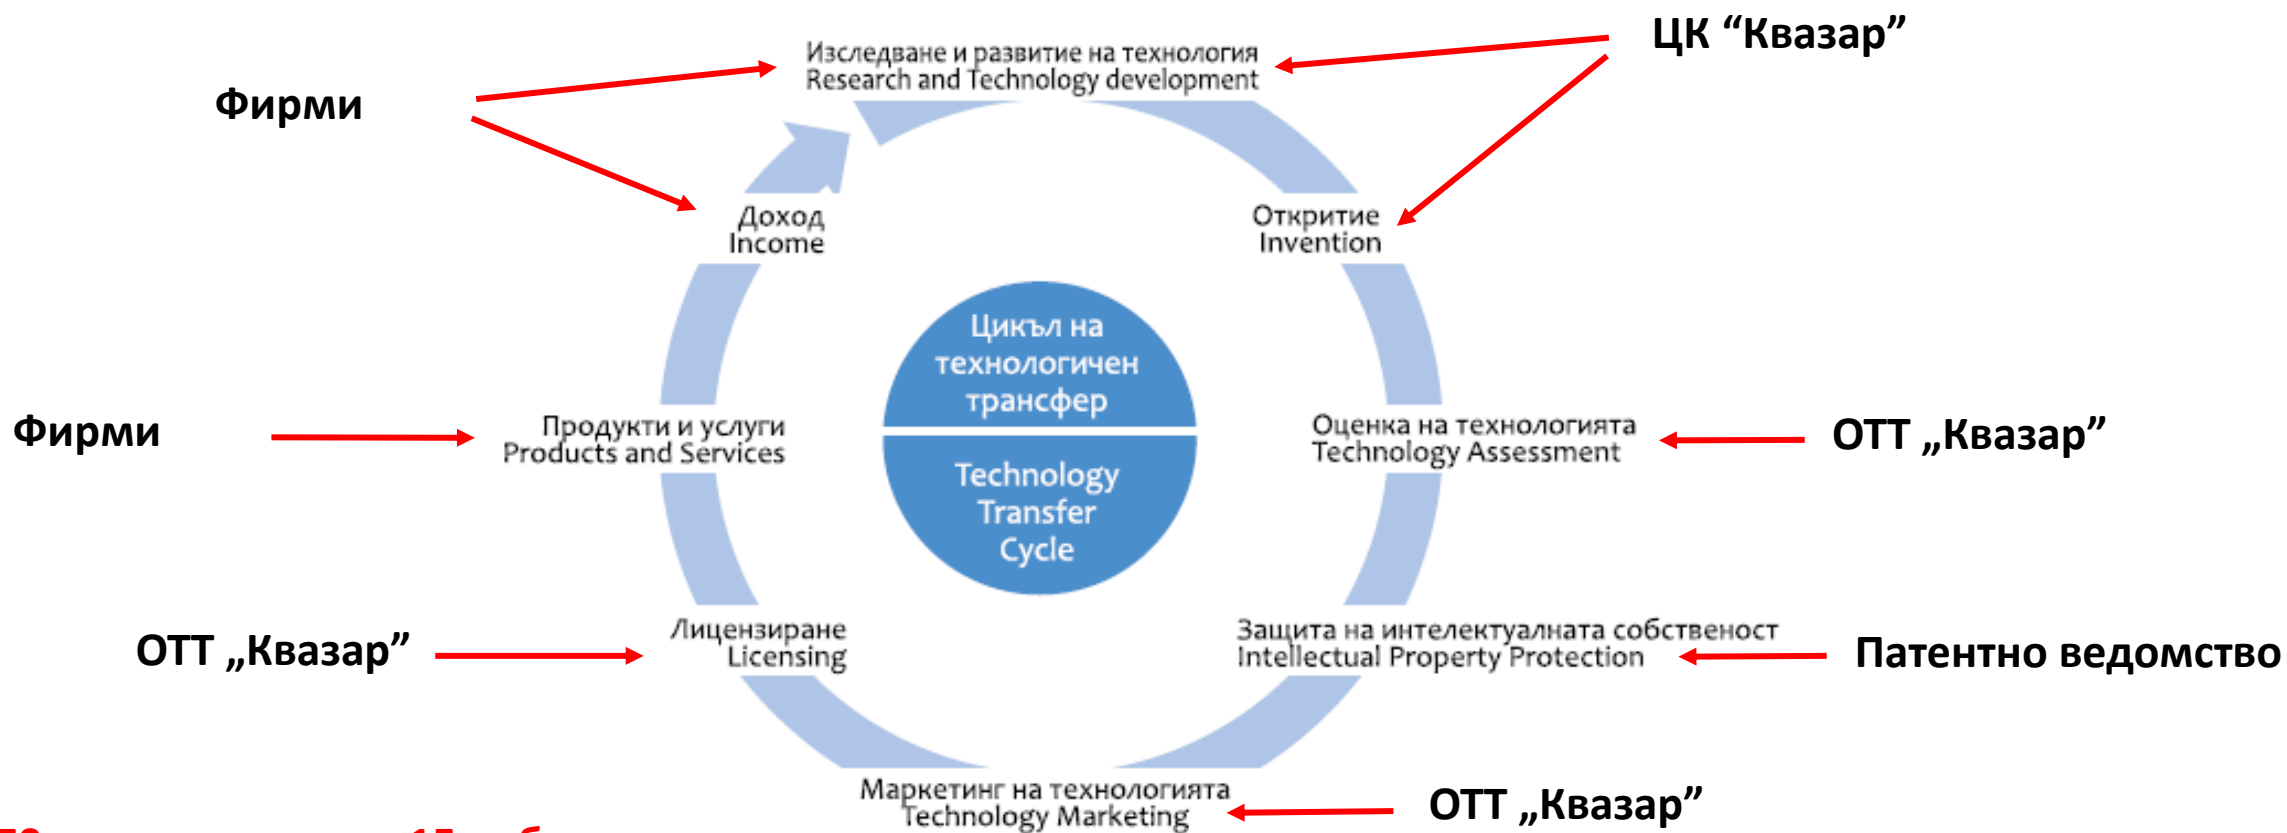 ЦК “Квазар”
Изследване и развитие на технология
Research and Technology development
Фирми
Доход
Income
Откритие
Invention
Цикъл на
технологичен
трансфер
Technology
Transfer
Cycle
Фирми
Продукти и услуги
Products and Services
Оценка на технологията
Technology Assessment
ОТТ „Квазар”
ОТТ „Квазар”
Лицензиране
Licensing
Защита на интелектуалната собственост
Intellectual Property Protection
Патентно ведомство
Маркетинг на технологията
Technology Marketing
ОТТ „Квазар”